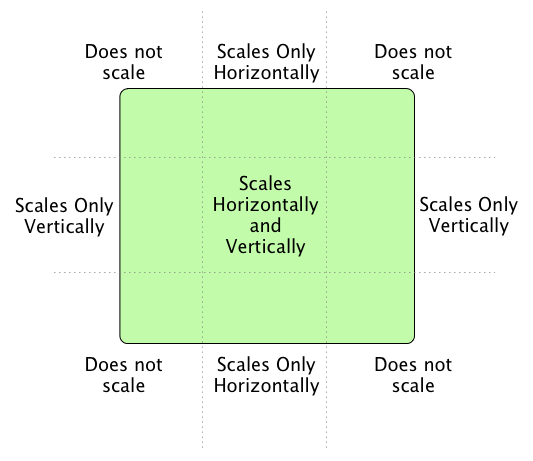 Does not
scale
Scales Only
Horizontally
Does not
scale
Scales Only
Vertically
Scales
Horizontally
and
Vertically
Scales Only
Vertically
Does not
scale
Scales Only
Horizontally
Does not
scale